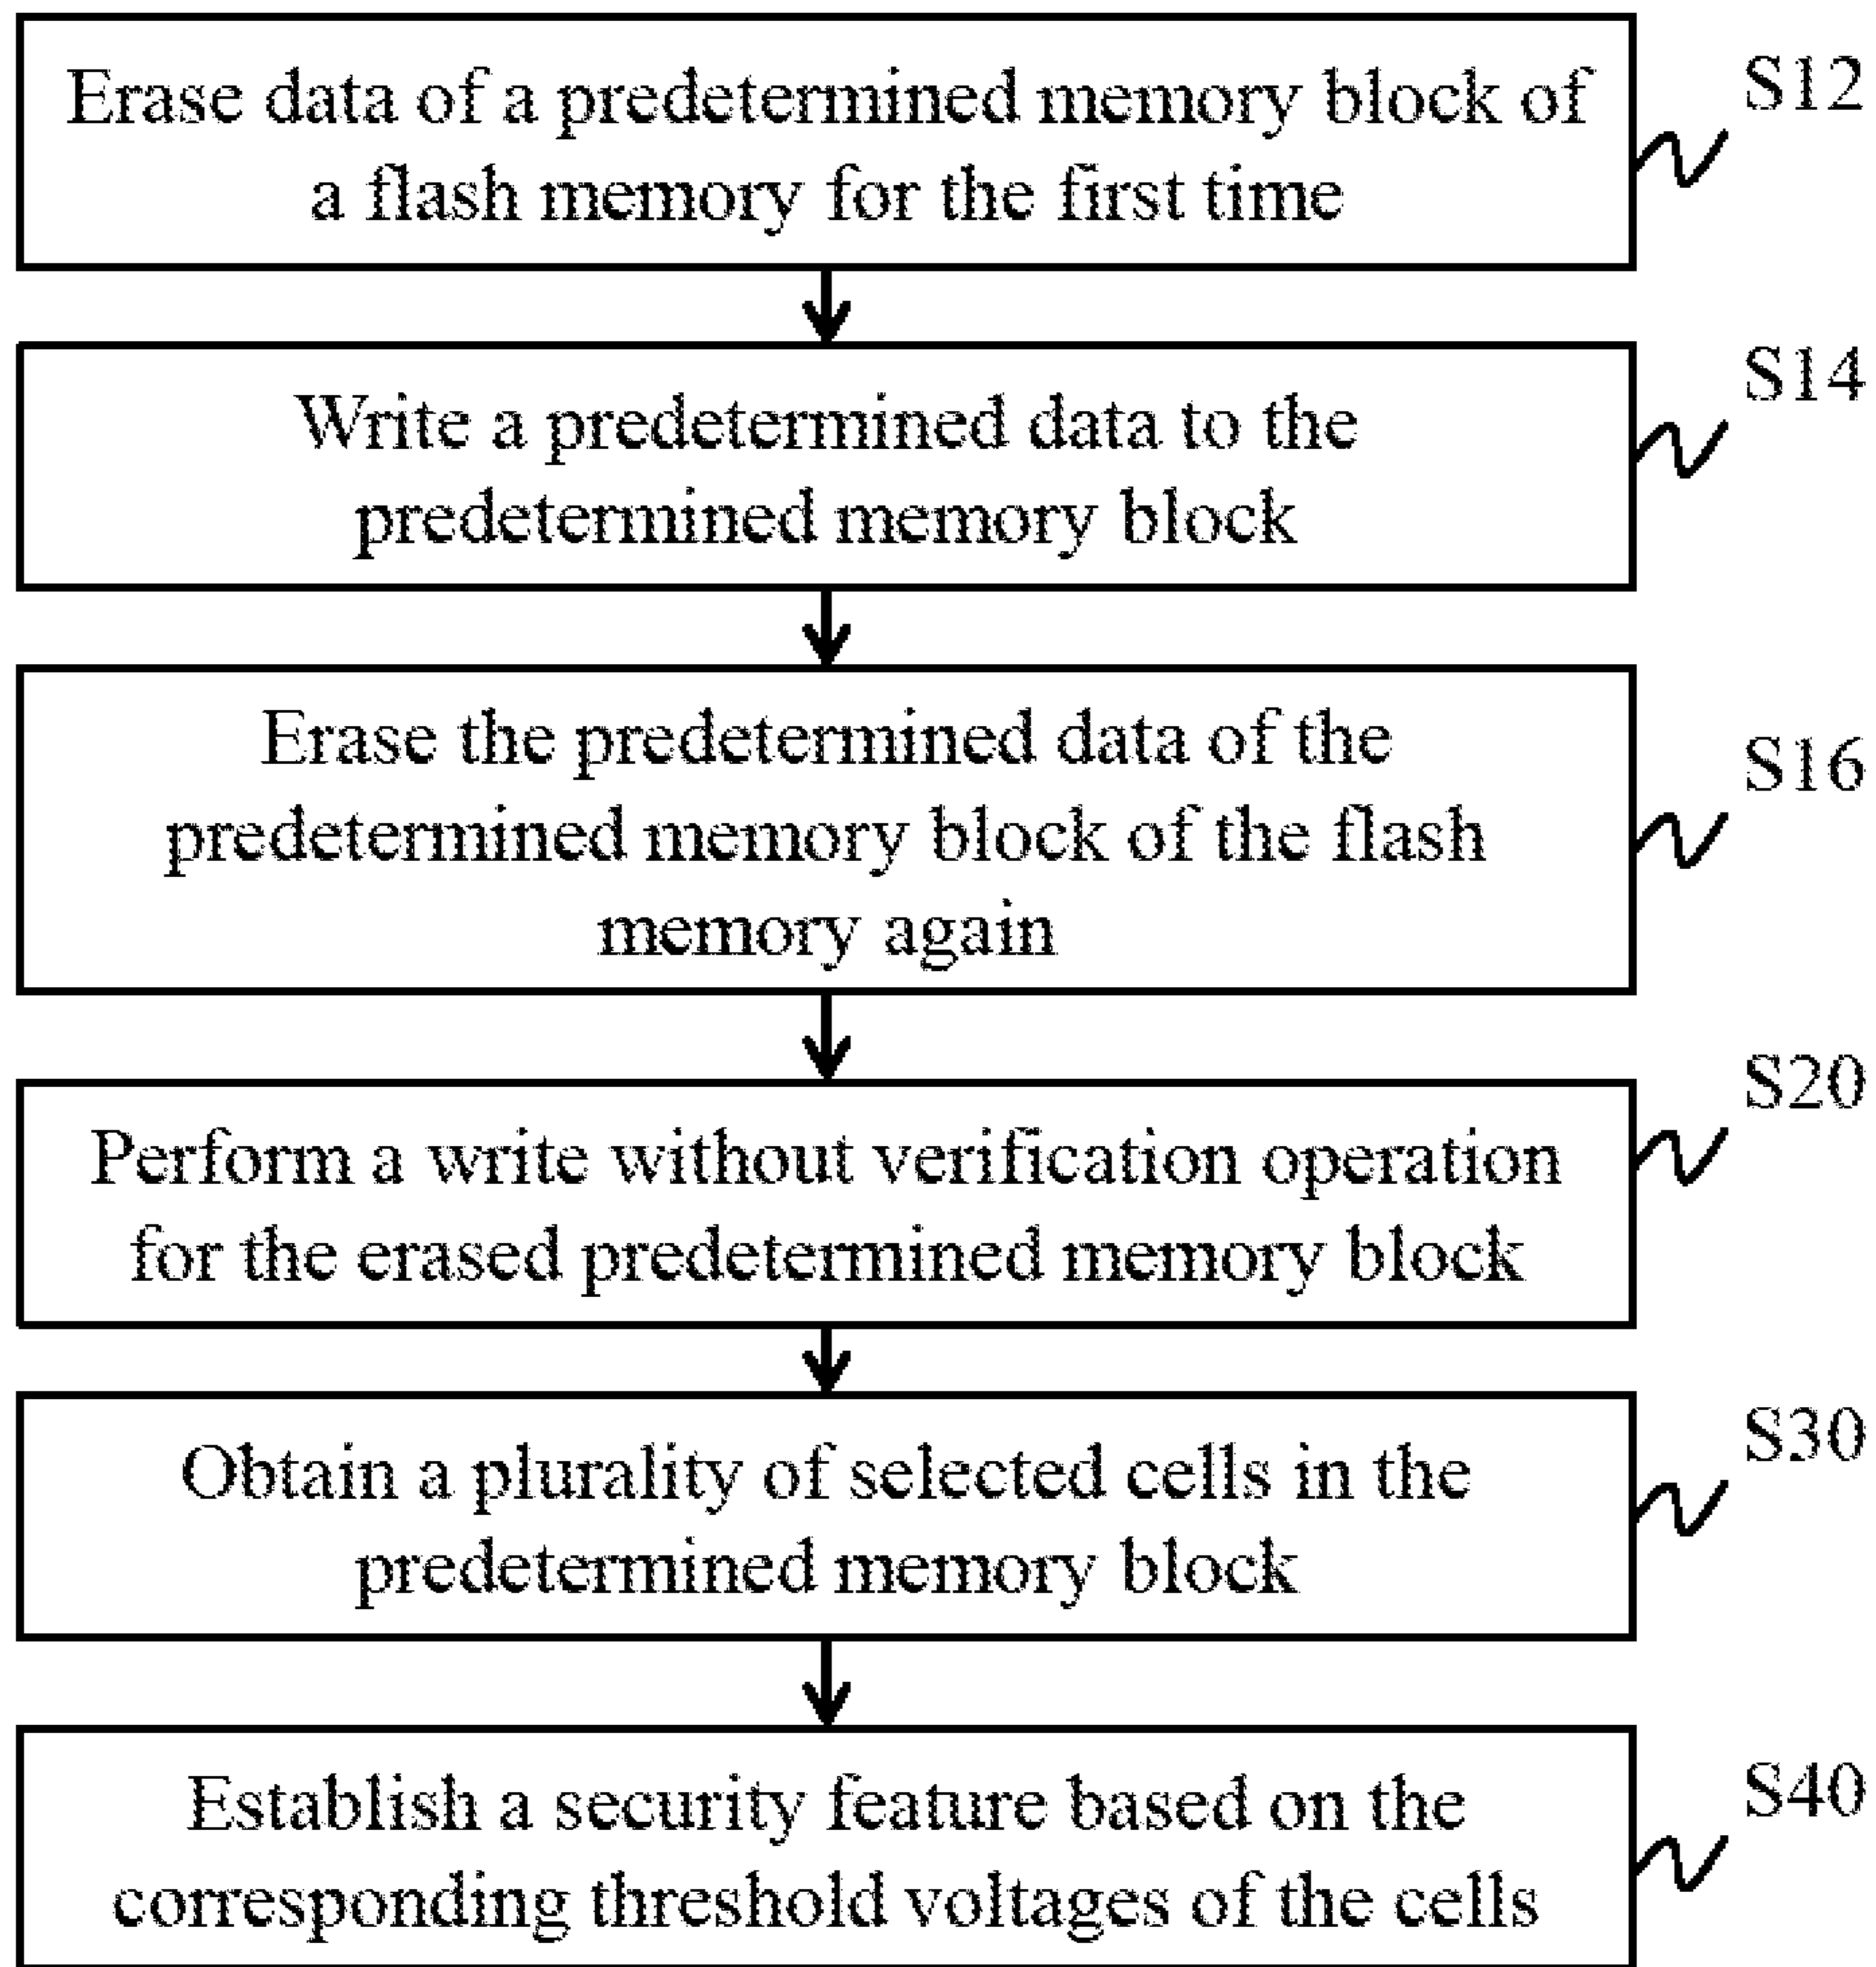 Erase data of a predetermined memory block of
a flash memory for the first time
S12
Write a predetermined data to the
predetermined memory block
S14
Erase the predetermined data of the
predetermined memory block of the flash
memory again
S16
Perform a write without verification operation
for the erased predetermined memory block
S20
Obtain a plurality of selected cells in the
predetermined memory block
S30
Establish a security feature based on the
corresponding threshold voltages of the cells
S40